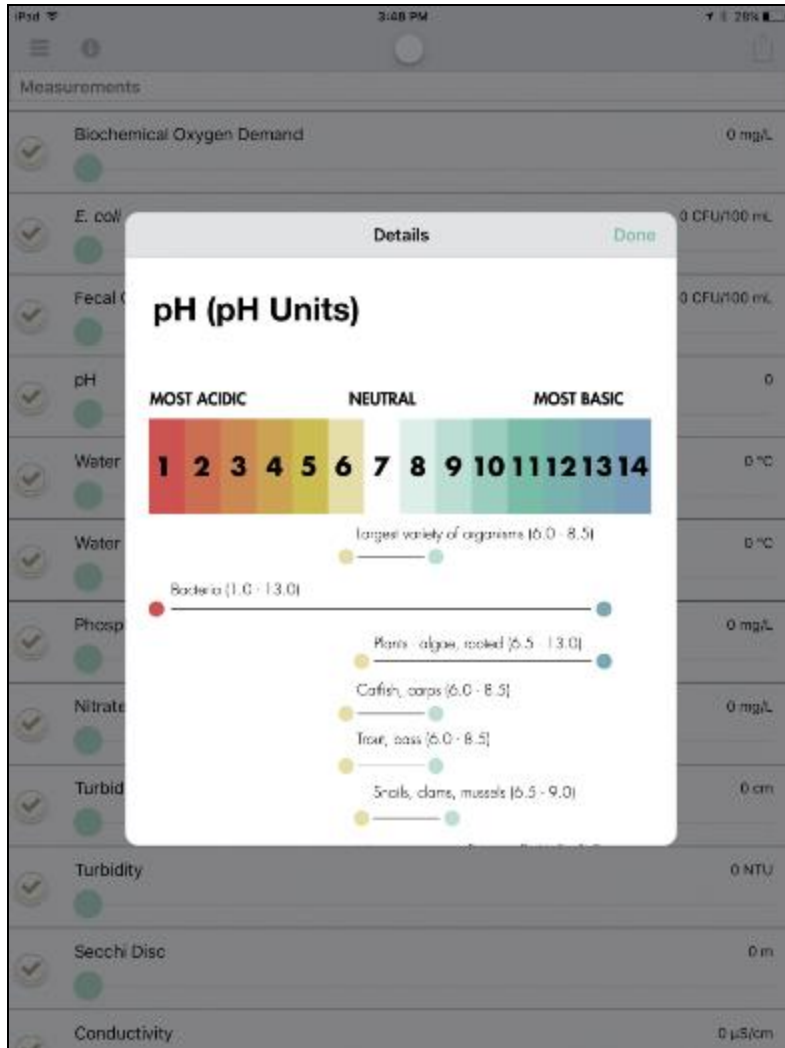 iPad 3:48 PM 28%
Measurements
Biochemical Oxygen Demand 0 mg/L
E. coli 0 CFU/100 mL
Fecal 0 CFU/100 mL
pH 0
Water 0 °C
Water 0 °C
Phosp 0 mg/L
Nitrate 0 mg/L
Turbid 0 cm
Turbidity 0 NTU
Secchi Disc 0 m
Conductivity 0 µS/cm
Details Done
pH (pH Units)
MOST ACIDIC NEUTRAL MOST BASIC
1 2 3 4 5 6 7 8 9 10 11 12 13 14
Largest variety of organisms (6.0 - 8.5)
Bacteria (1.0 - 13.0)
Plants - algae, rooted (6.5 - 13.0)
Catfish, carps (6.0 - 8.5)
Trout, bass (6.0 - 8.5)
Snails, clams, mussels (6.5 - 9.0)